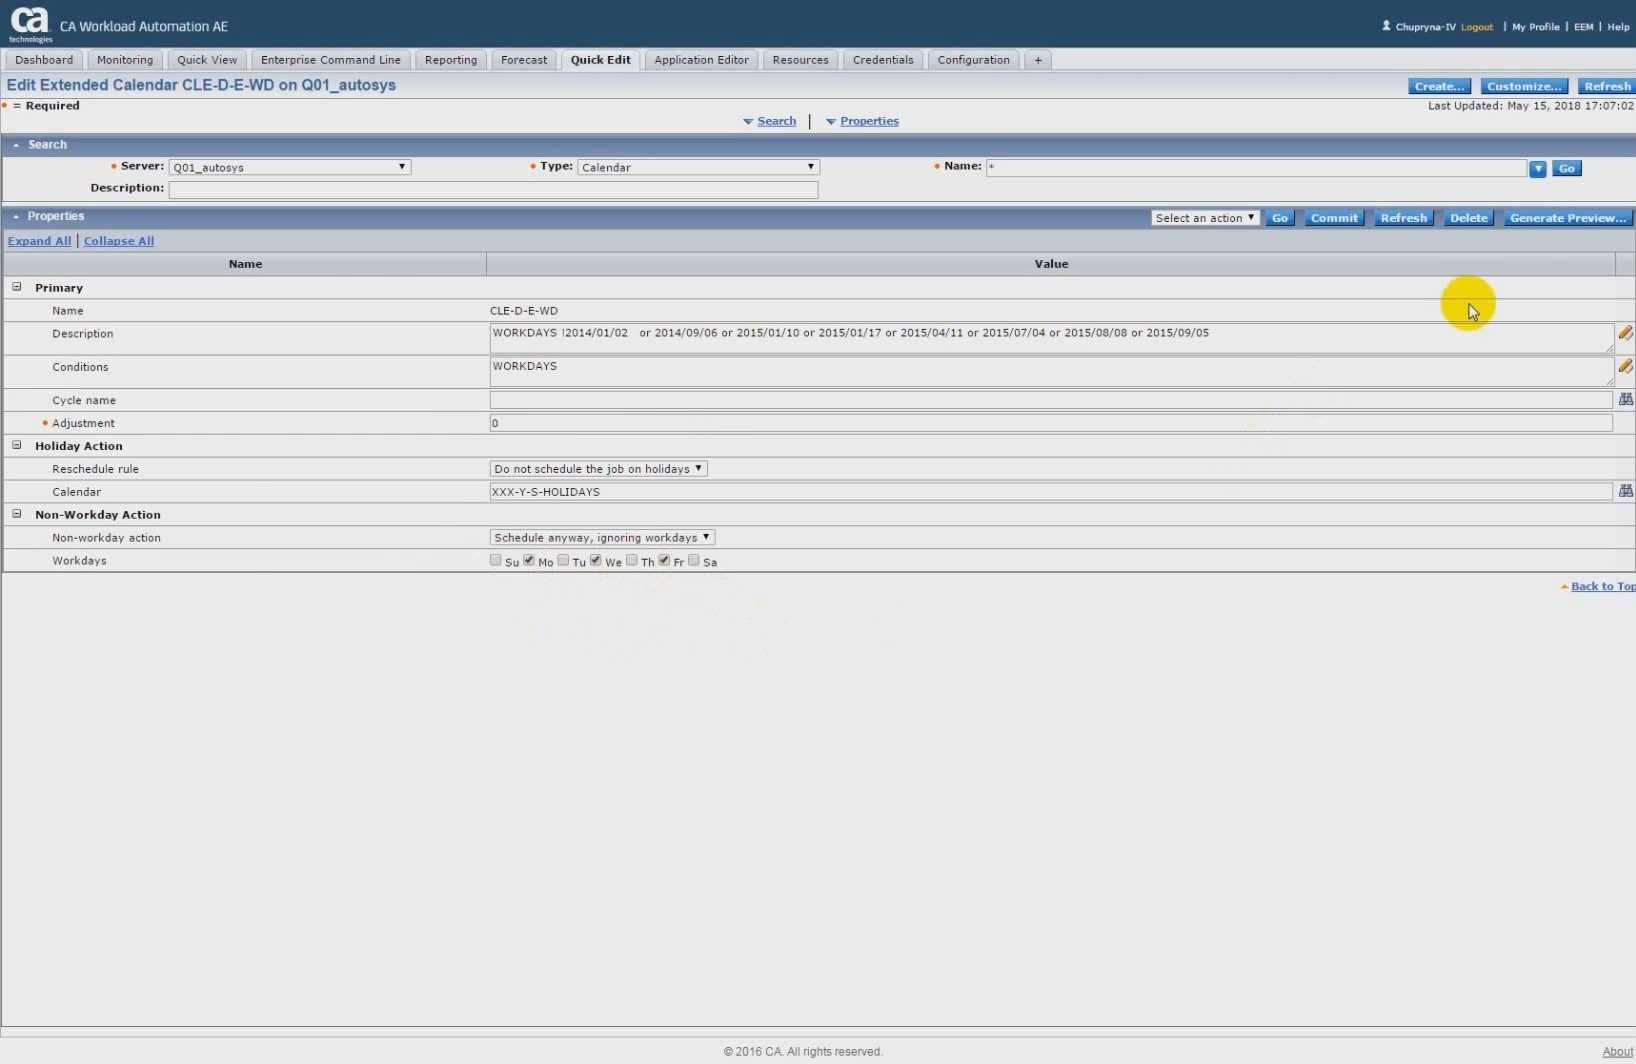 ca
technologies
CA Workload Automation AE
Chupryna-IV Logout | My Profile | EEM | Help
Dashboard Monitoring Quick View Enterprise Command Line Reporting Forecast Quick Edit Application Editor Resources Credentials Configuration +
Edit Extended Calendar CLE-D-E-WD on Q01_autosys
Create... Customize... Refresh
= Required
Last Updated: May 15, 2018 17:07:02
Search | Properties
Search
Server: Q01_autosys Type: Calendar Name: * Go
Description:
Properties
Select an action Go Commit Refresh Delete Generate Preview...
Expand All | Collapse All
Name Value
Primary
Name CLE-D-E-WD
Description WORKDAYS !2014/01/02 or 2014/09/06 or 2015/01/10 or 2015/01/17 or 2015/04/11 or 2015/07/04 or 2015/08/08 or 2015/09/05
Conditions WORKDAYS
Cycle name
Adjustment 0
Holiday Action
Reschedule rule Do not schedule the job on holidays
Calendar XXX-Y-S-HOLIDAYS
Non-Workday Action
Non-workday action Schedule anyway, ignoring workdays
Workdays Su Mo Tu We Th Fr Sa
Back to Top
© 2016 CA. All rights reserved.
About